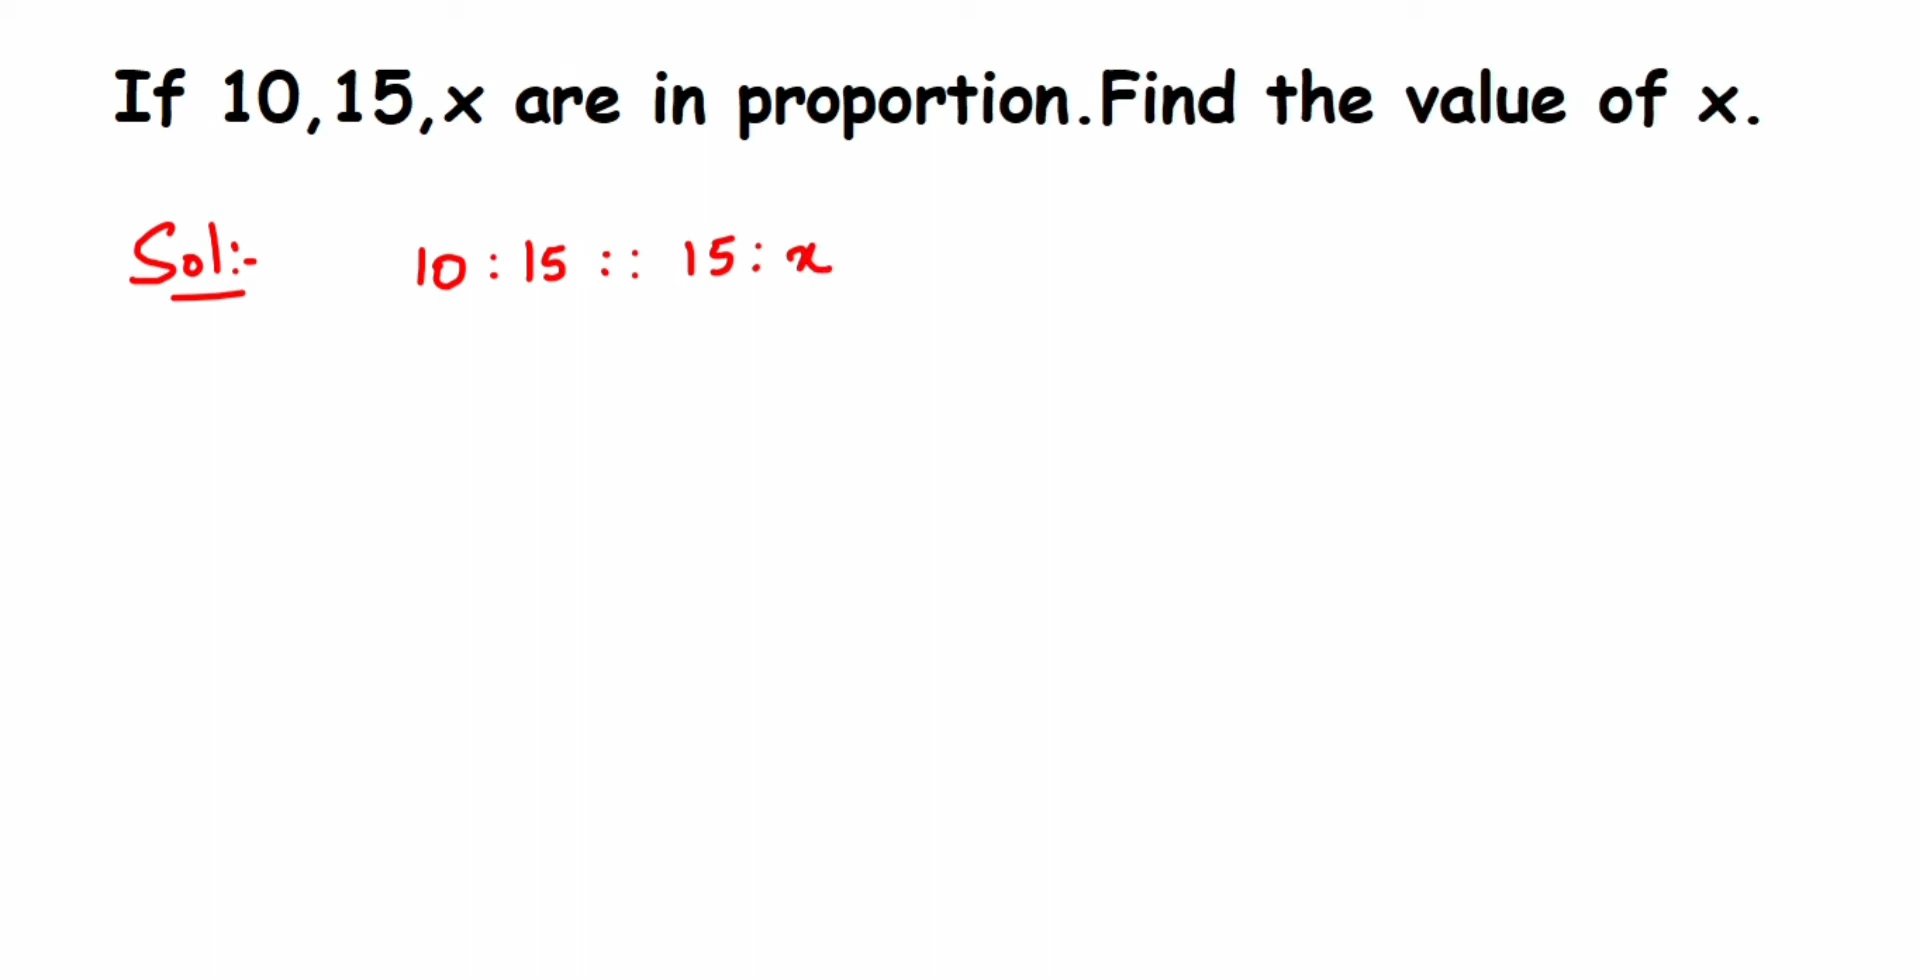 If 10,15,x are in proportion.Find the value of x.
Sol:- 10 : 15 :: 15 : x